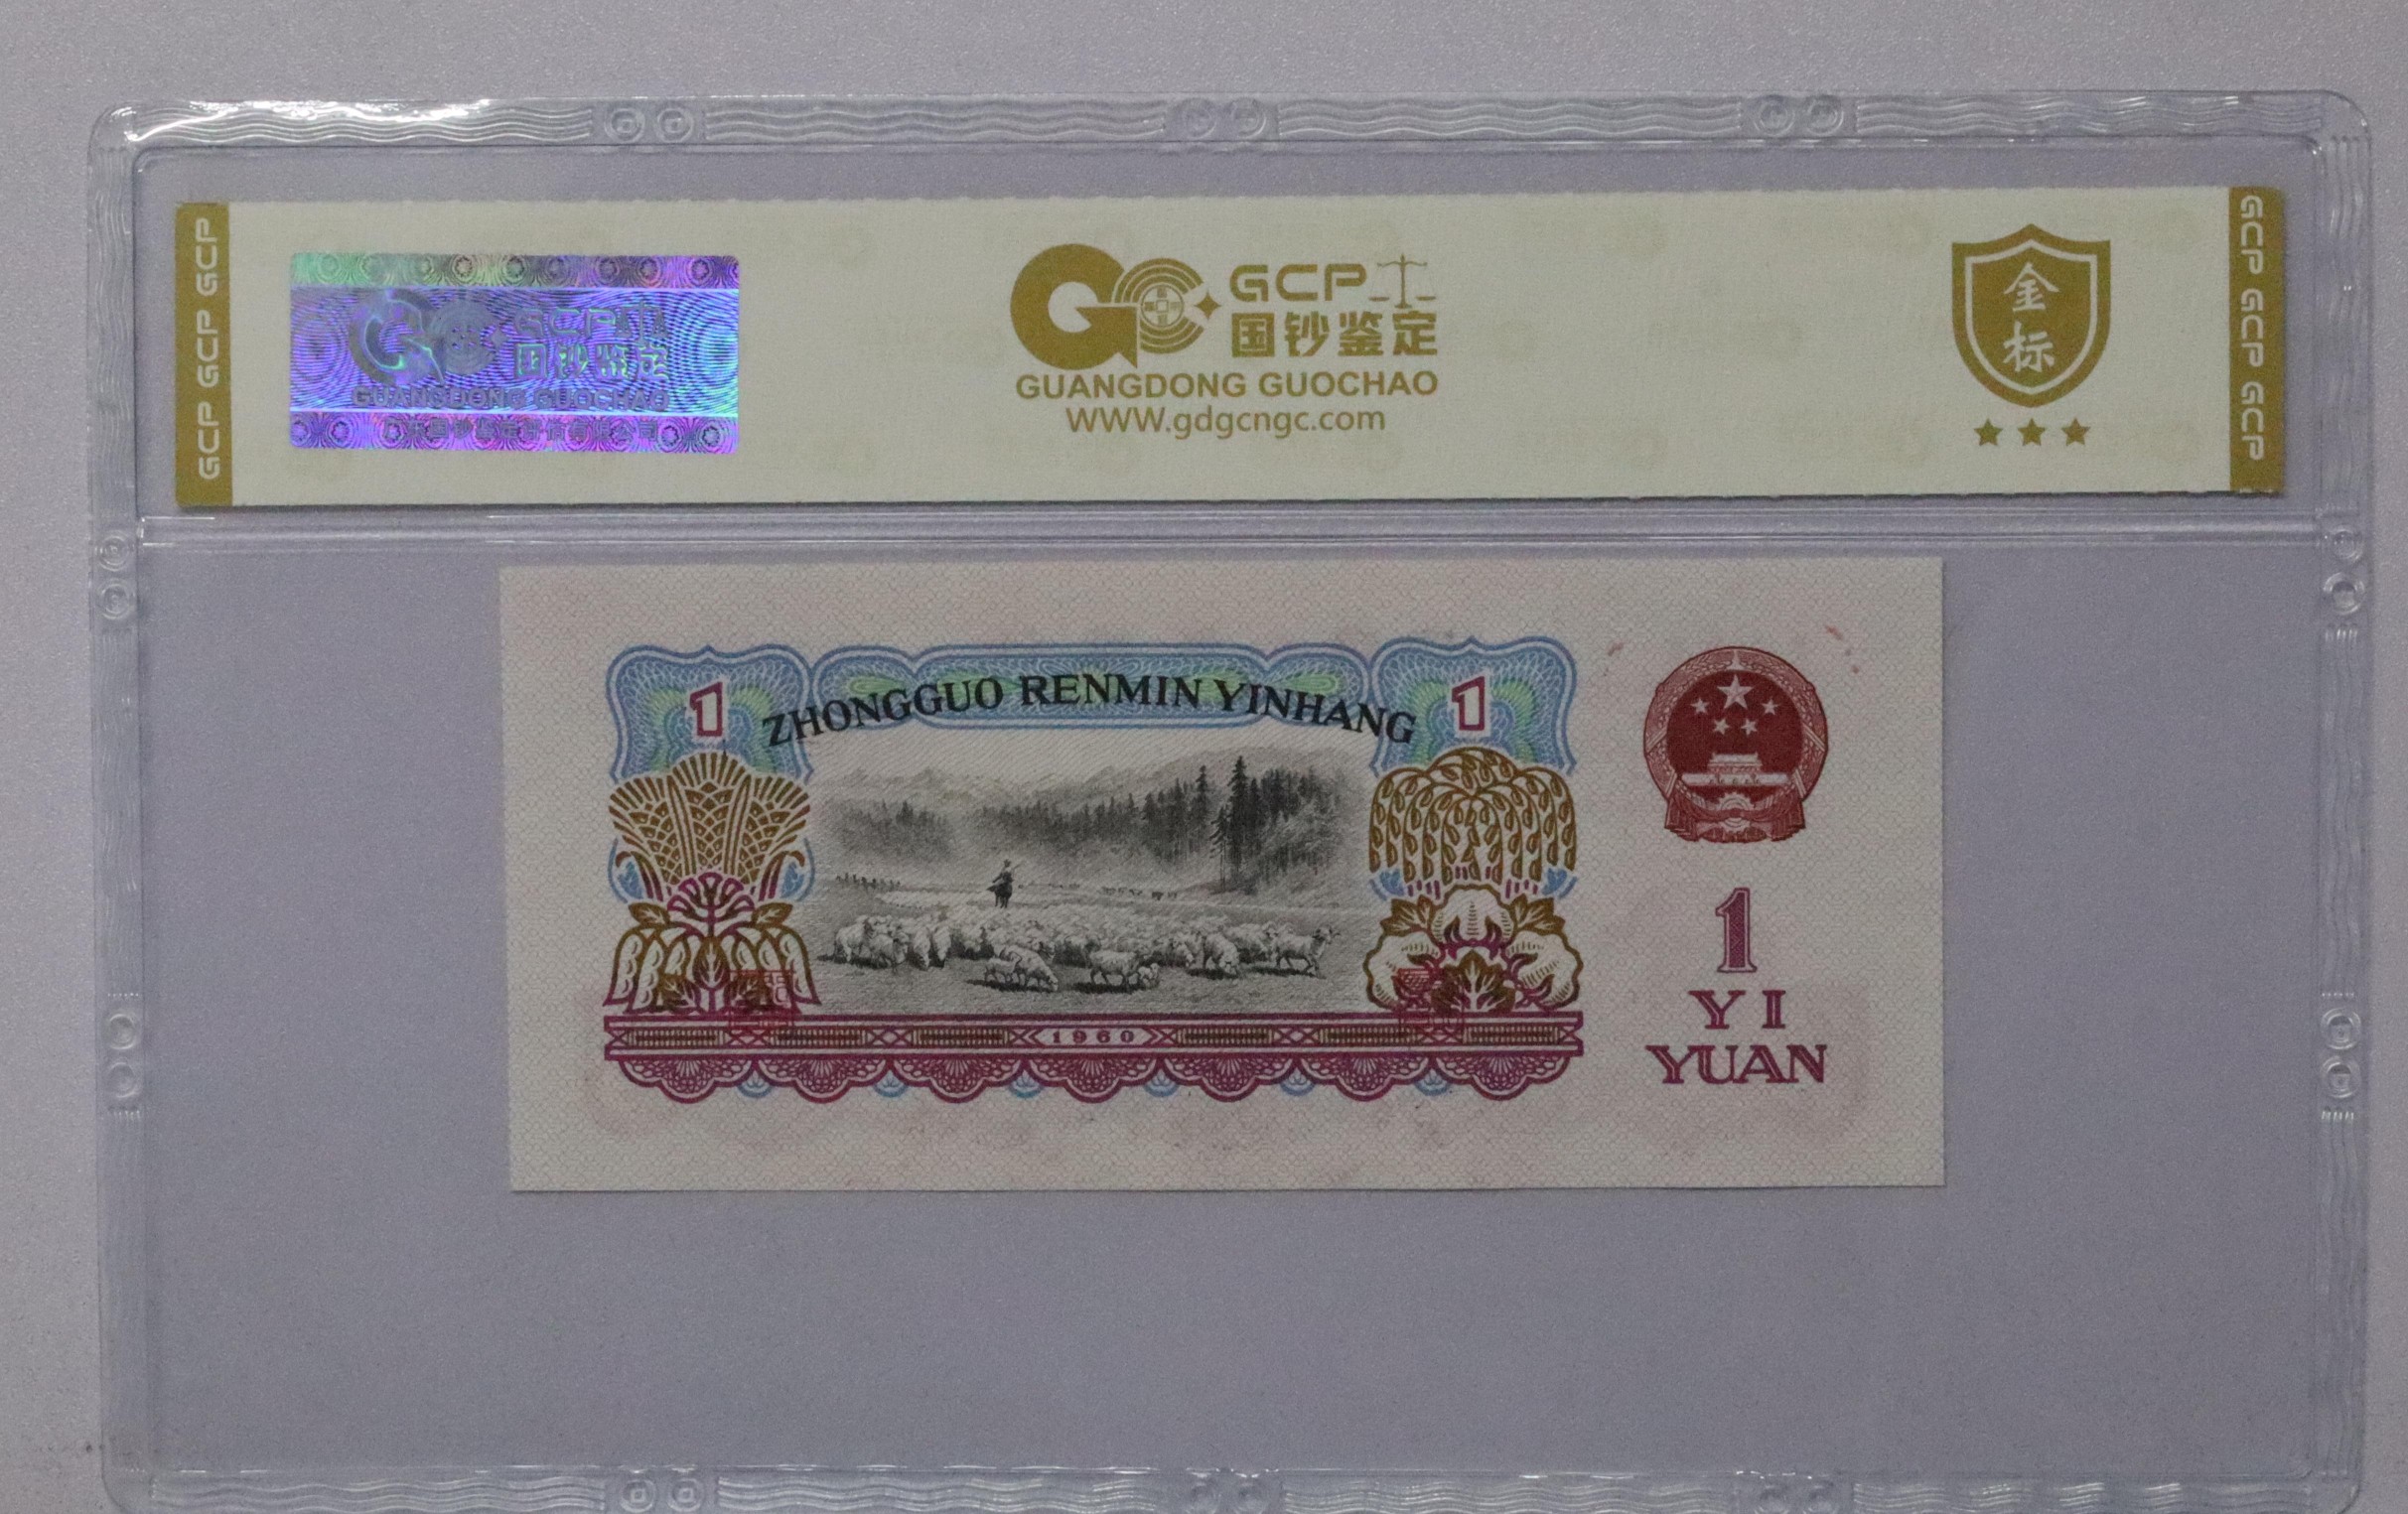 GCP GCP GCP
GCP
国钞鉴定
GUANGDONG GUOCHAO
GCP
国钞鉴定
GUANGDONG GUOCHAO
WWW.gdgcngc.com
金
标
GCP GCP GCP
1
ZHONGGUO RENMIN YINHANG
1
1960
1
YI
YUAN